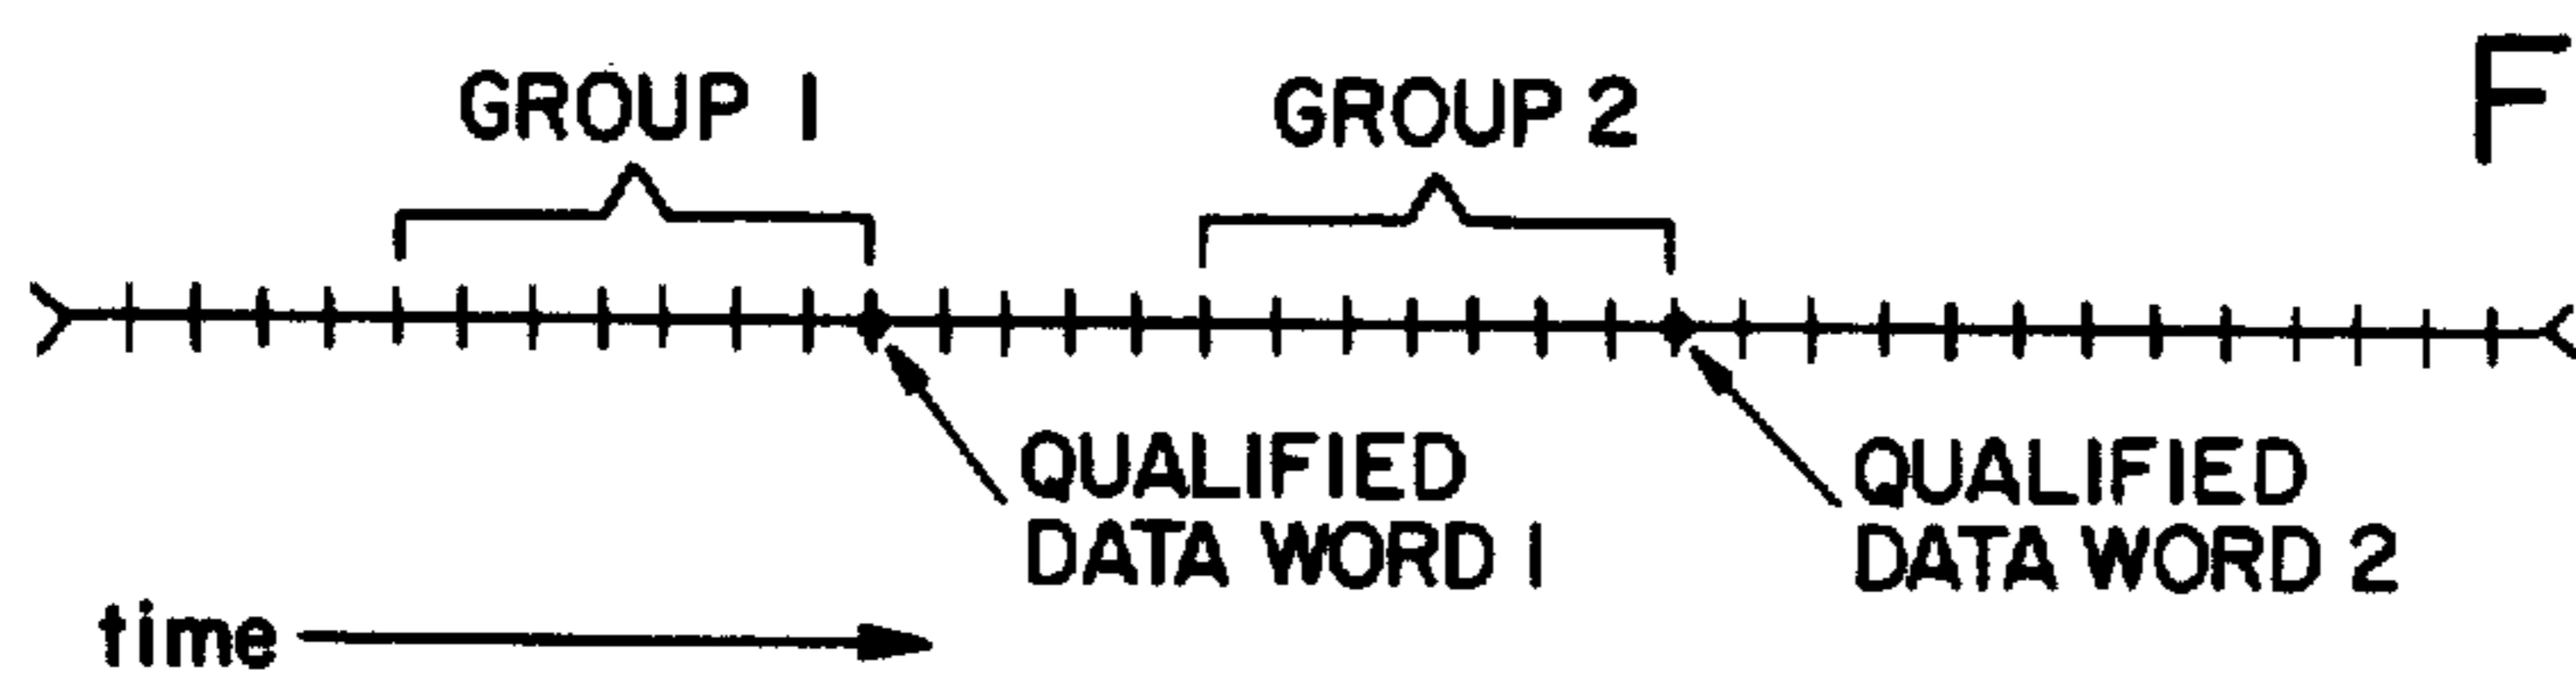 GROUP 1
GROUP 2
F
QUALIFIED
DATA WORD 1
QUALIFIED
DATA WORD 2
time